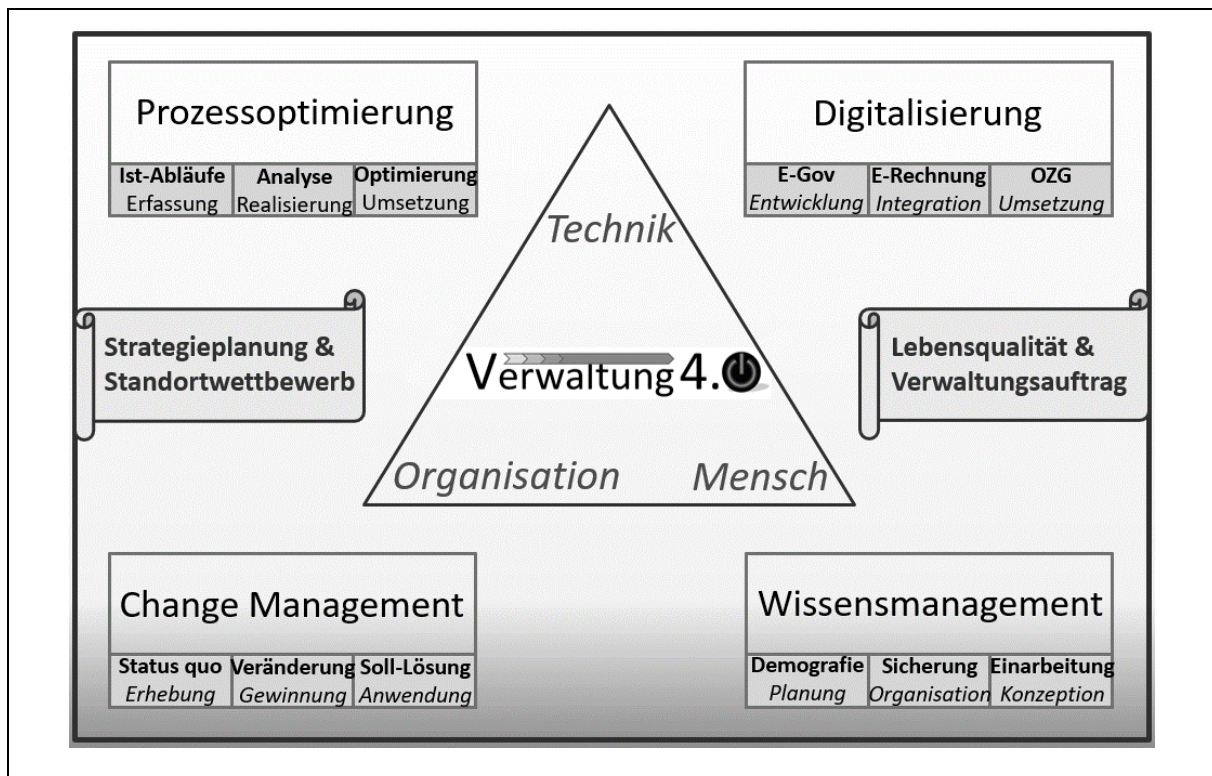 Prozessoptimierung
Ist-Abläufe Analyse Optimierung
Erfassung Realisierung Umsetzung
Digitalisierung
E-Gov E-Rechnung OZG
Entwicklung Integration Umsetzung
Technik
Strategieplanung &
Standortwettbewerb
Verwaltung 4.0
Lebensqualität &
Verwaltungsauftrag
Organisation Mensch
Change Management
Status quo Veränderung Soll-Lösung
Erhebung Gewinnung Anwendung
Wissensmanagement
Demografie Sicherung Einarbeitung
Planung Organisation Konzeption